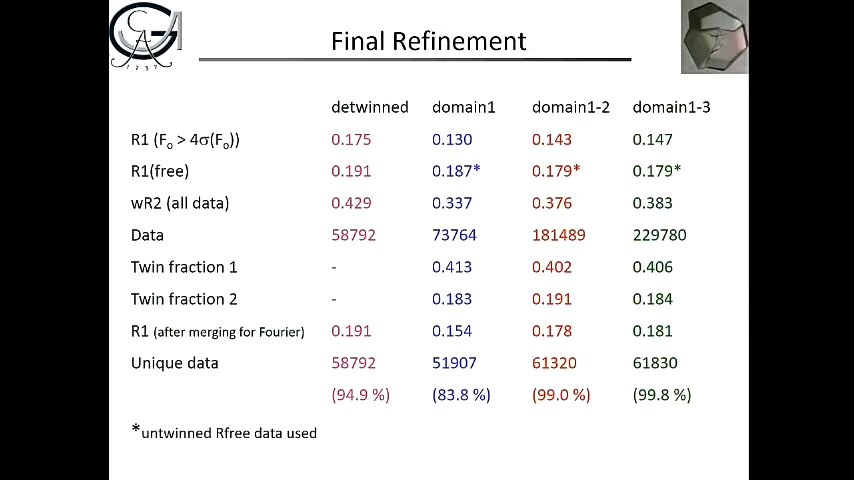 GCA
1737
Final Refinement
detwinned domain1 domain1-2 domain1-3
R1 (Fo > 4σ(Fo)) 0.175 0.130 0.143 0.147
R1(free) 0.191 0.187* 0.179* 0.179*
wR2 (all data) 0.429 0.337 0.376 0.383
Data 58792 73764 181489 229780
Twin fraction 1 - 0.413 0.402 0.406
Twin fraction 2 - 0.183 0.191 0.184
R1 (after merging for Fourier) 0.191 0.154 0.178 0.181
Unique data 58792 51907 61320 61830
(94.9 %) (83.8 %) (99.0 %) (99.8 %)
*untwinned Rfree data used